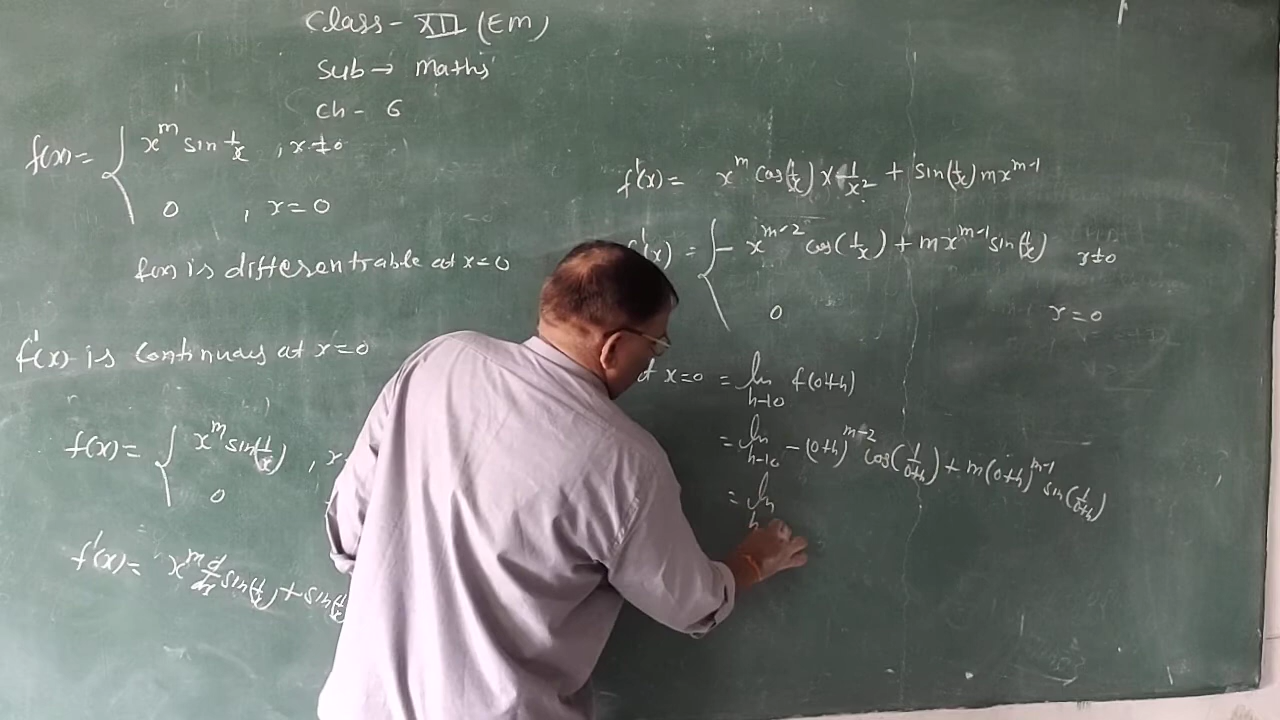 Class - XII (EM)
Sub → Maths
Ch - 6
f(x) = { x^m sin 1/x , x≠0
0 , x=0
f(x) is differentiable at x=0
f'(x) is continuous at x=0
f(x) = { x^m sin(1/x) , x
0
f'(x) = x^m d/dx sin(1/x) + sin(1/x
f'(x) = x^m cos(1/x) × -1/x² + sin(1/x) m x^(m-1)
f'(x) = { - x^(m-2) cos(1/x) + m x^(m-1) sin(1/x) x≠0
0 x=0
at x=0 = lim h→0 f(0+h)
= lim h→0 -(0+h)^(m-2) cos(1/0+h) + m(0+h)^(m-1) sin(1/0+h)
= lim h